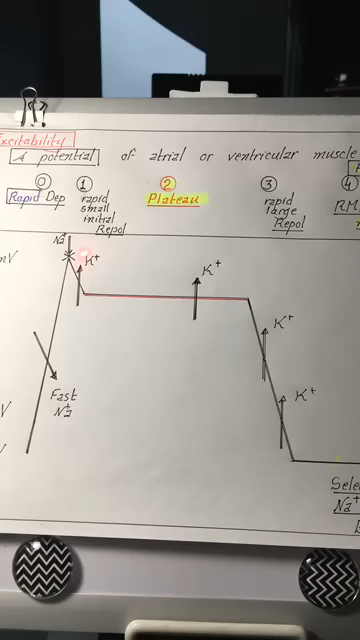 Excitability
A potential of atrial or ventricular muscle
0 1 2 3 4
Rapid Dep rapid small initial Repol Plateau rapid large Repol RM
Na+
mV
K+
K+
K+
Fast
Na+
K+
V
V
Sele
Na+